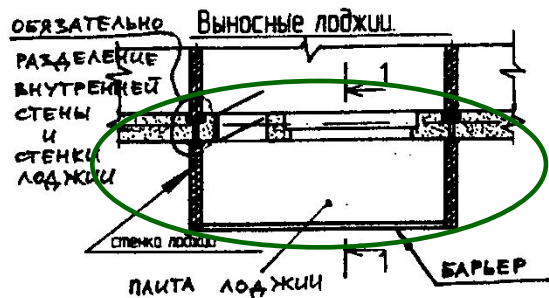 ОБЯЗАТЕЛЬНО
Выносные лоджии.
РАЗДЕЛЕНИЕ
ВНУТРЕННЕЙ
СТЕНЫ
И
СТЕНКИ
ЛОДЖИИ
1
стенка лоджии
1
БАРЬЕР
ПЛИТА ЛОДЖИИ